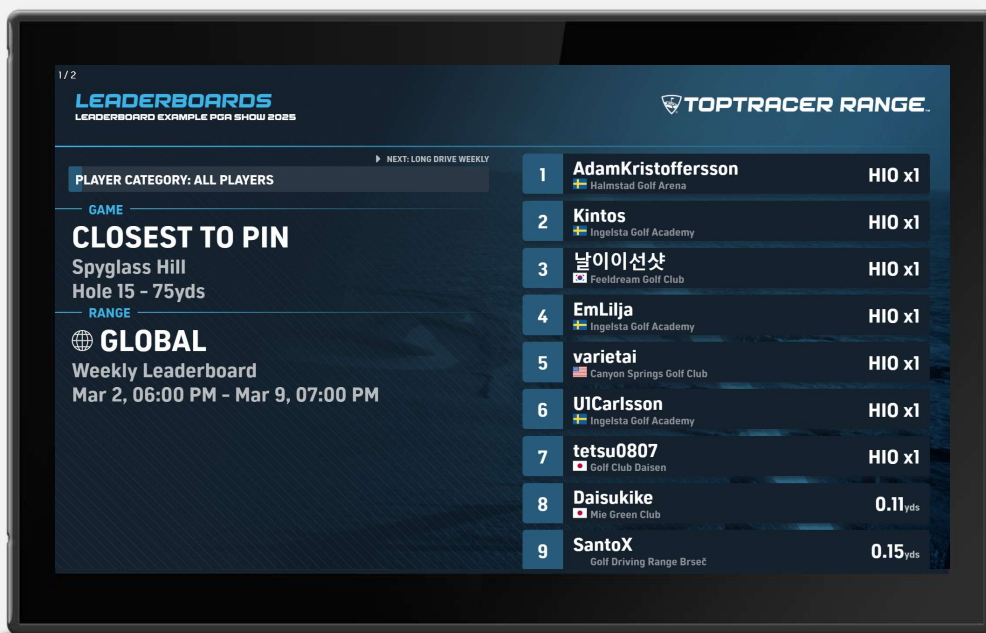 1/2
LEADERBOARDS
LEADERBOARD EXAMPLE PGA SHOW 2025
TOPTRACER RANGE™
NEXT: LONG DRIVE WEEKLY
PLAYER CATEGORY: ALL PLAYERS
GAME
CLOSEST TO PIN
Spyglass Hill
Hole 15 - 75yds
RANGE
GLOBAL
Weekly Leaderboard
Mar 2, 06:00 PM - Mar 9, 07:00 PM
1 AdamKristoffersson HIO x1
Halmstad Golf Arena
2 Kintos HIO x1
Ingelsta Golf Academy
3 날이이선샷 HIO x1
Feeldream Golf Club
4 EmLilja HIO x1
Ingelsta Golf Academy
5 varietai HIO x1
Canyon Springs Golf Club
6 U1Carlsson HIO x1
Ingelsta Golf Academy
7 tetsu0807 HIO x1
Golf Club Daisen
8 Daisukike 0.11yds
Mie Green Club
9 SantoX 0.15yds
Golf Driving Range Brseč